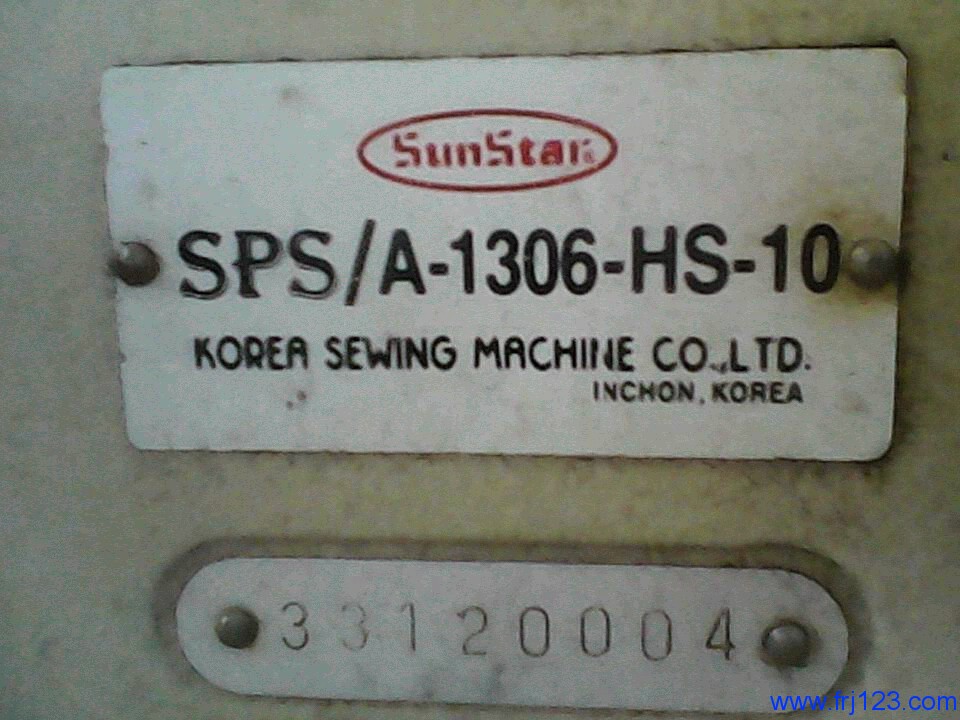 SunStar®
SPS/A-1306-HS-10
KOREA SEWING MACHINE CO.,LTD.
INCHON, KOREA
33120004
www.frj123.com